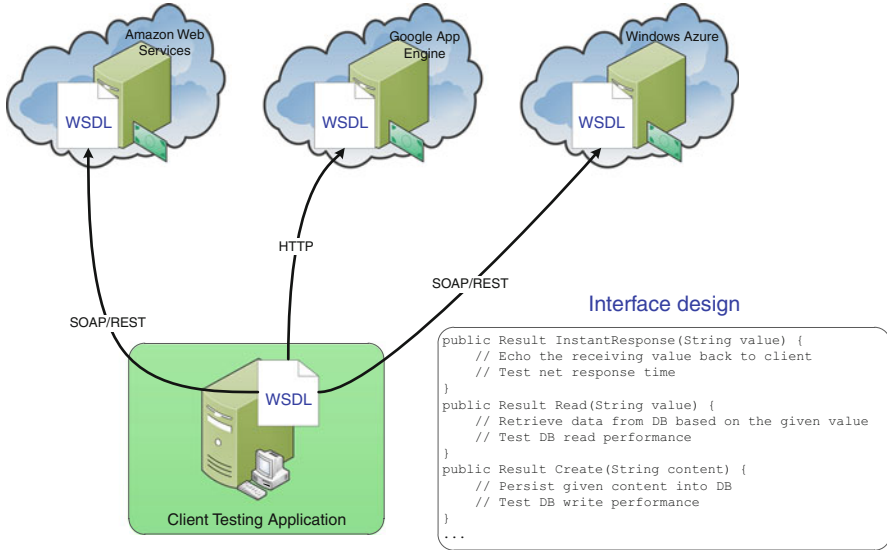 Amazon Web
Services
WSDL
Google App
Engine
WSDL
Windows Azure
WSDL
HTTP
SOAP/REST
SOAP/REST
WSDL
Client Testing Application
Interface design
public Result InstantResponse(String value) {
// Echo the receiving value back to client
// Test net response time
}
public Result Read(String value) {
// Retrieve data from DB based on the given value
// Test DB read performance
}
public Result Create(String content) {
// Persist given content into DB
// Test DB write performance
}
...